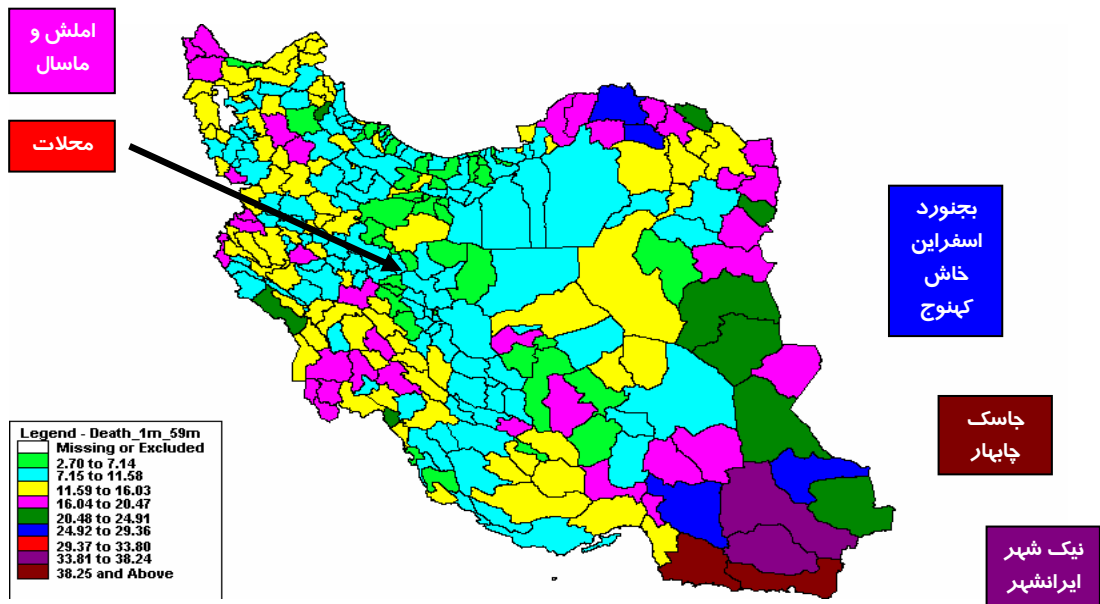 املش و
ماسال
محلات
بجنورد
اسفراین
خاش
کهنوج
جاسک
چابهار
نیک شهر
ایرانشهر
Legend - Death_1m_59m
Missing or Excluded
2.70 to 7.14
7.15 to 11.58
11.59 to 16.03
16.04 to 20.47
20.48 to 24.91
24.92 to 29.36
29.37 to 33.80
33.81 to 38.24
38.25 and Above